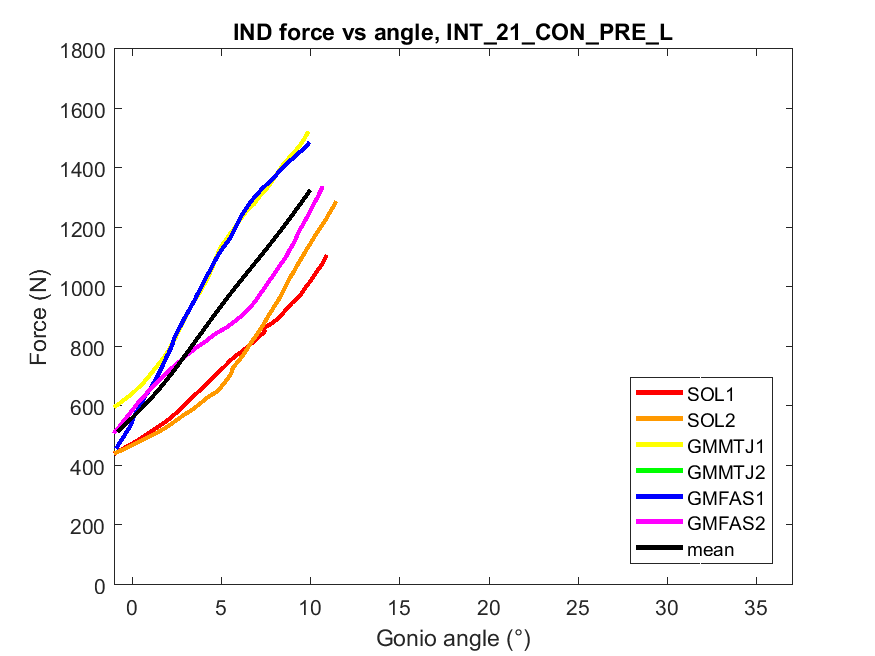 IND force vs angle, INT_21_CON_PRE_L
1800
1600
1400
1200
1000
800
600
400
200
0
Force (N)
0 5 10 15 20 25 30 35
Gonio angle (°)
SOL1
SOL2
GMMTJ1
GMMTJ2
GMFAS1
GMFAS2
mean